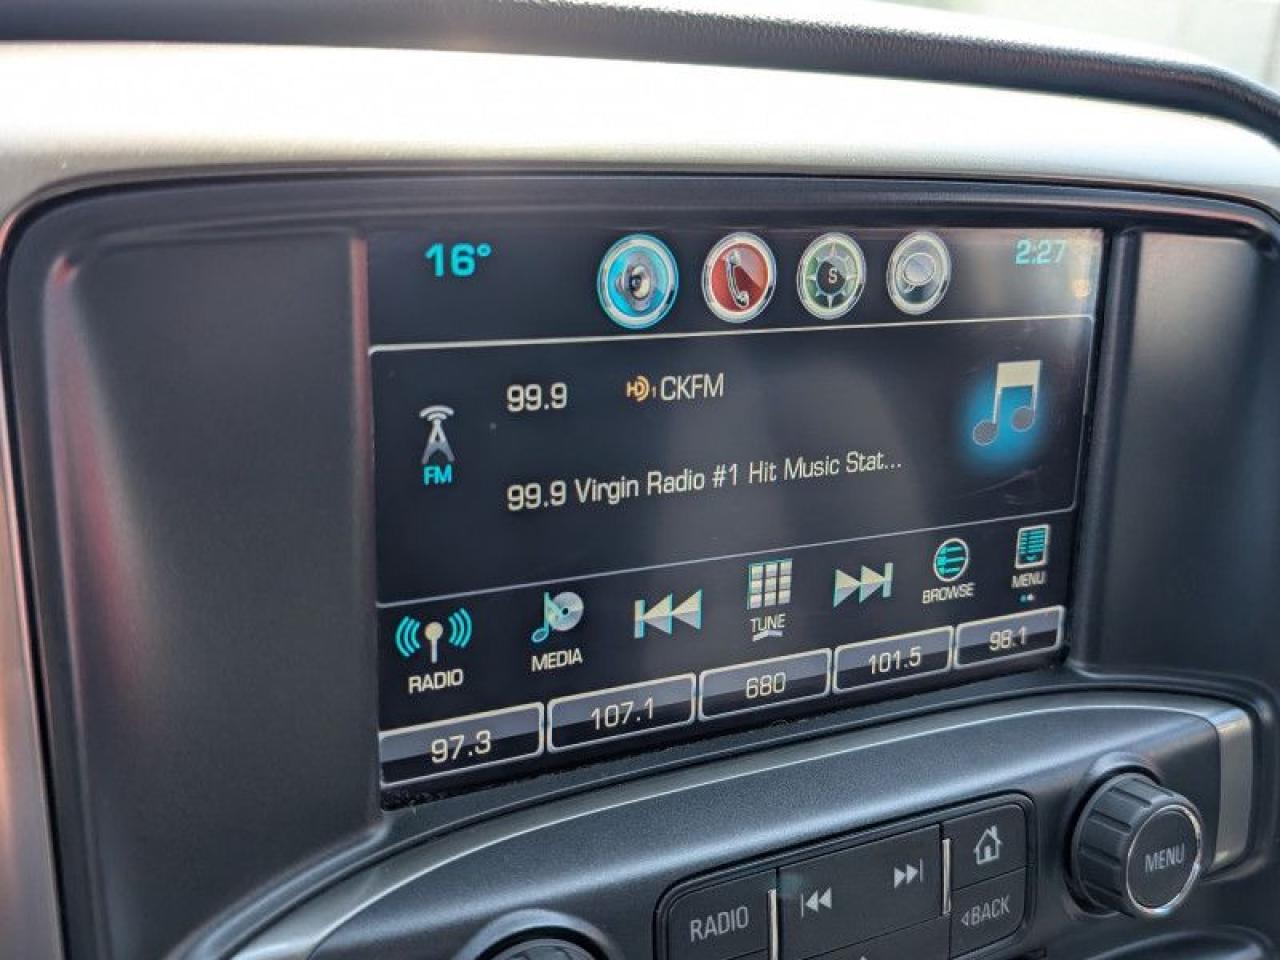 16°
S
2:27
99.9
HD1 CKFM
FM
99.9 Virgin Radio #1 Hit Music Stat...
RADIO
MEDIA
TUNE
BROWSE
MENU
97.3
107.1
680
101.5
98.1
RADIO
BACK
MENU